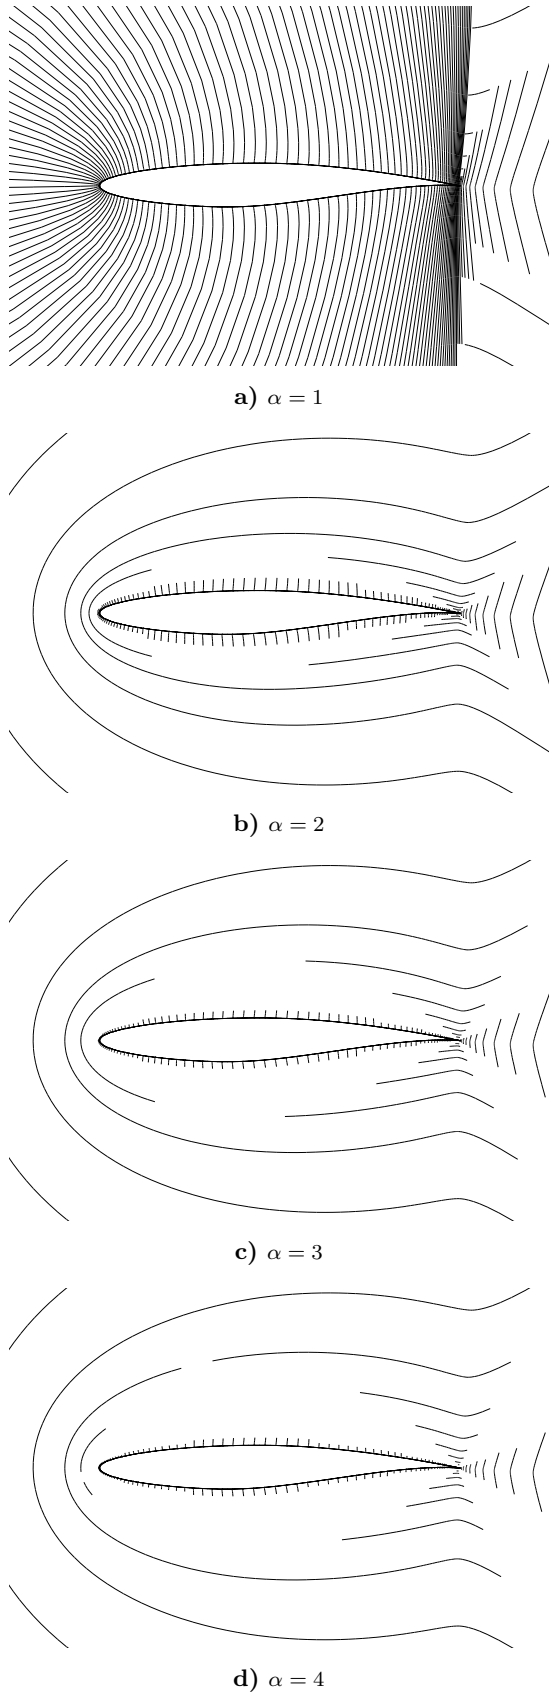 a) α = 1
b) α = 2
c) α = 3
d) α = 4